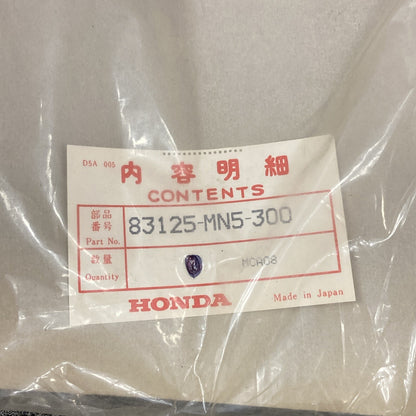 DSA 005
内容明細
CONTENTS
部品番号 83125-MN5-300
Part No.
数量
Quantity
MCA08
HONDA Made in Japan